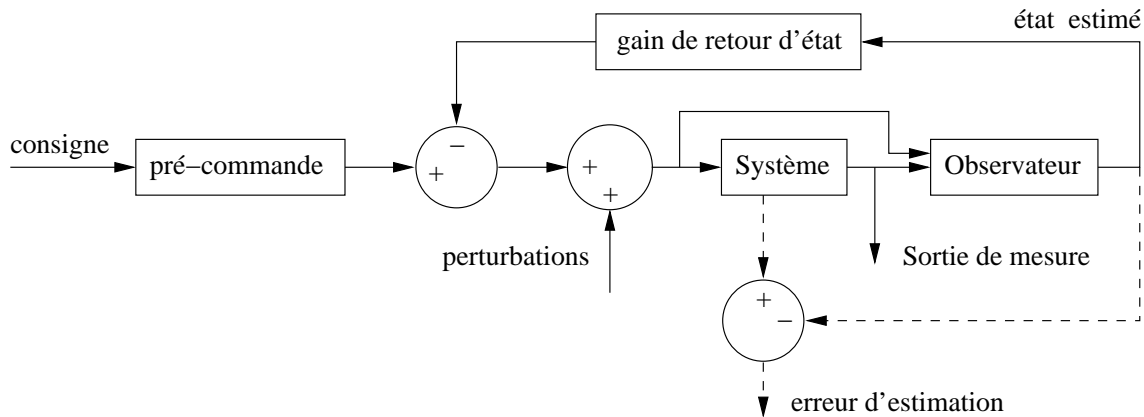 état estimé
gain de retour d'état
consigne
pré−commande
−
+
+
+
Système
Observateur
perturbations
Sortie de mesure
+
−
erreur d'estimation